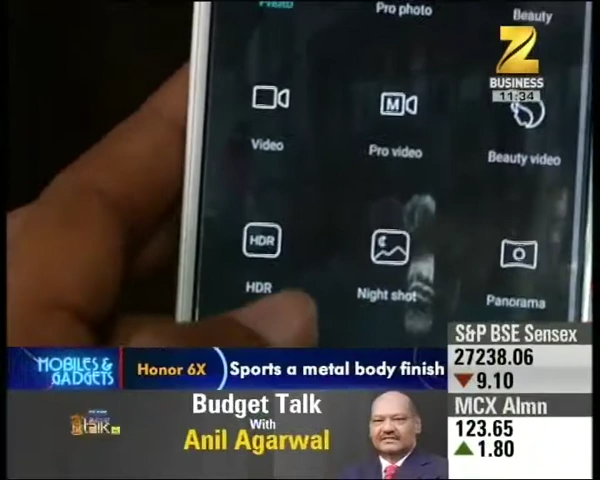 Photo
Pro photo
Beauty
Z
BUSINESS
11:34
Video
M
Pro video
Beauty video
HDR
HDR
Night shot
Panorama
MOBILES &
GADGETS
Honor 6X
Sports a metal body finish
S&P BSE Sensex
27238.06
9.10
MCX Almn
123.65
1.80
Budget Talk
With
Anil Agarwal